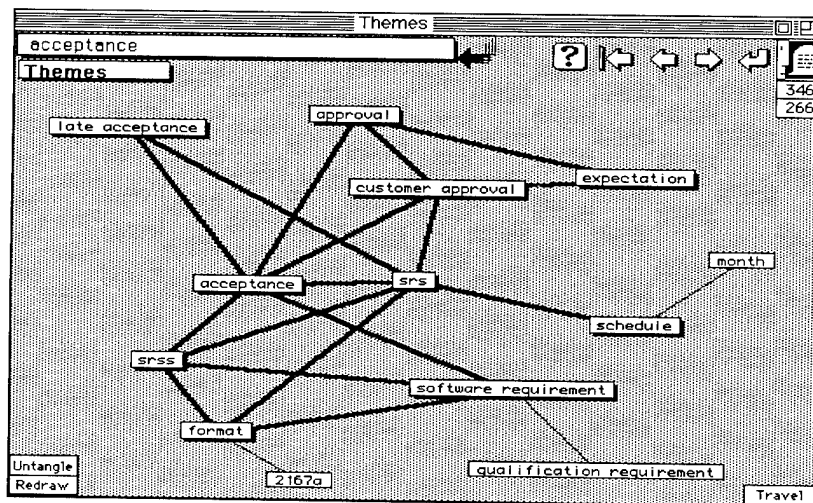 Themes
acceptance
?
Themes
346
266
late acceptance
approval
customer approval
expectation
month
acceptance
srs
schedule
srss
software requirement
format
2167a
qualification requirement
Untangle
Redraw
Travel